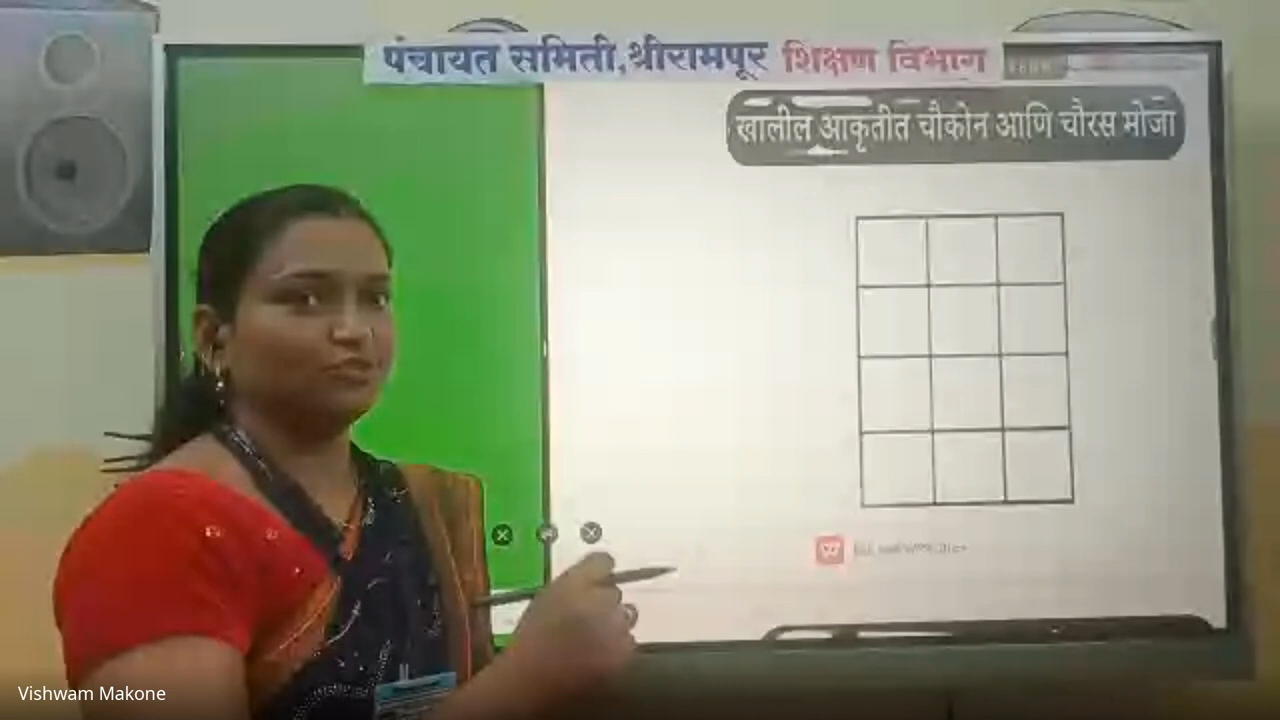 पंचायत समिती,श्रीरामपूर शिक्षण विभाग
खालील आकृतीत चौकोन आणि चौरस मोजा
Vishwam Makone